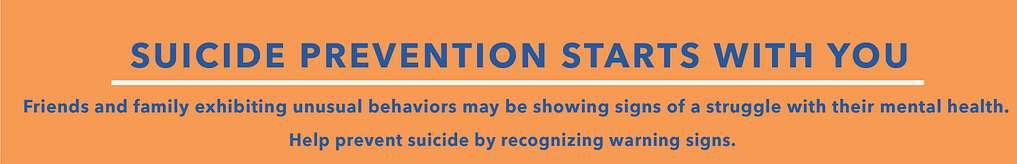 SUICIDE PREVENTION STARTS WITH YOU
Friends and family exhibiting unusual behaviors may be showing signs of a struggle with their mental health.
Help prevent suicide by recognizing warning signs.